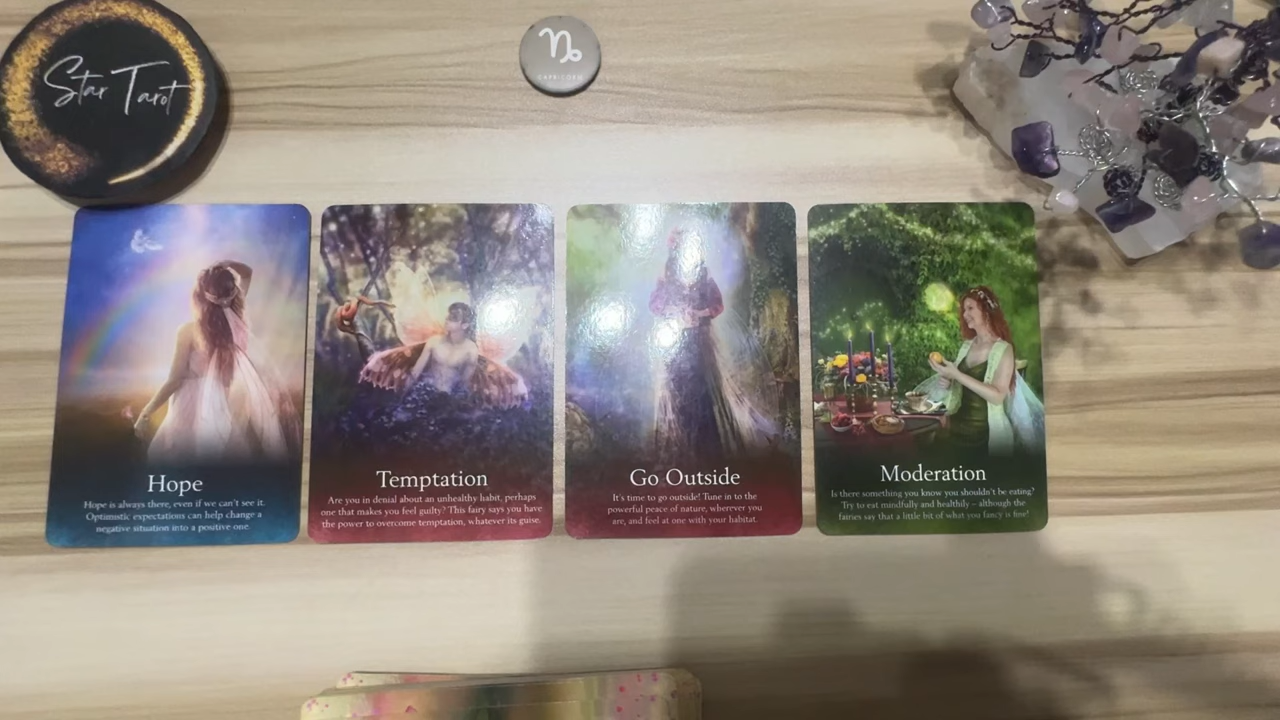 Star Tarot
CAPRICORN
Hope
Hope is always there, even if we can't see it.
Optimistic expectations can help change a
negative situation into a positive one.
Temptation
Are you in denial about an unhealthy habit, perhaps
one that makes you feel guilty? This fairy says you have
the power to overcome temptation, whatever its guise.
Go Outside
It's time to go outside! Tune in to the
powerful peace of nature, wherever you
are, and feel at one with your habitat.
Moderation
Is there something you know you shouldn't be eating?
Try to eat mindfully and healthily – although the
fairies say that a little bit of what you fancy is fine!